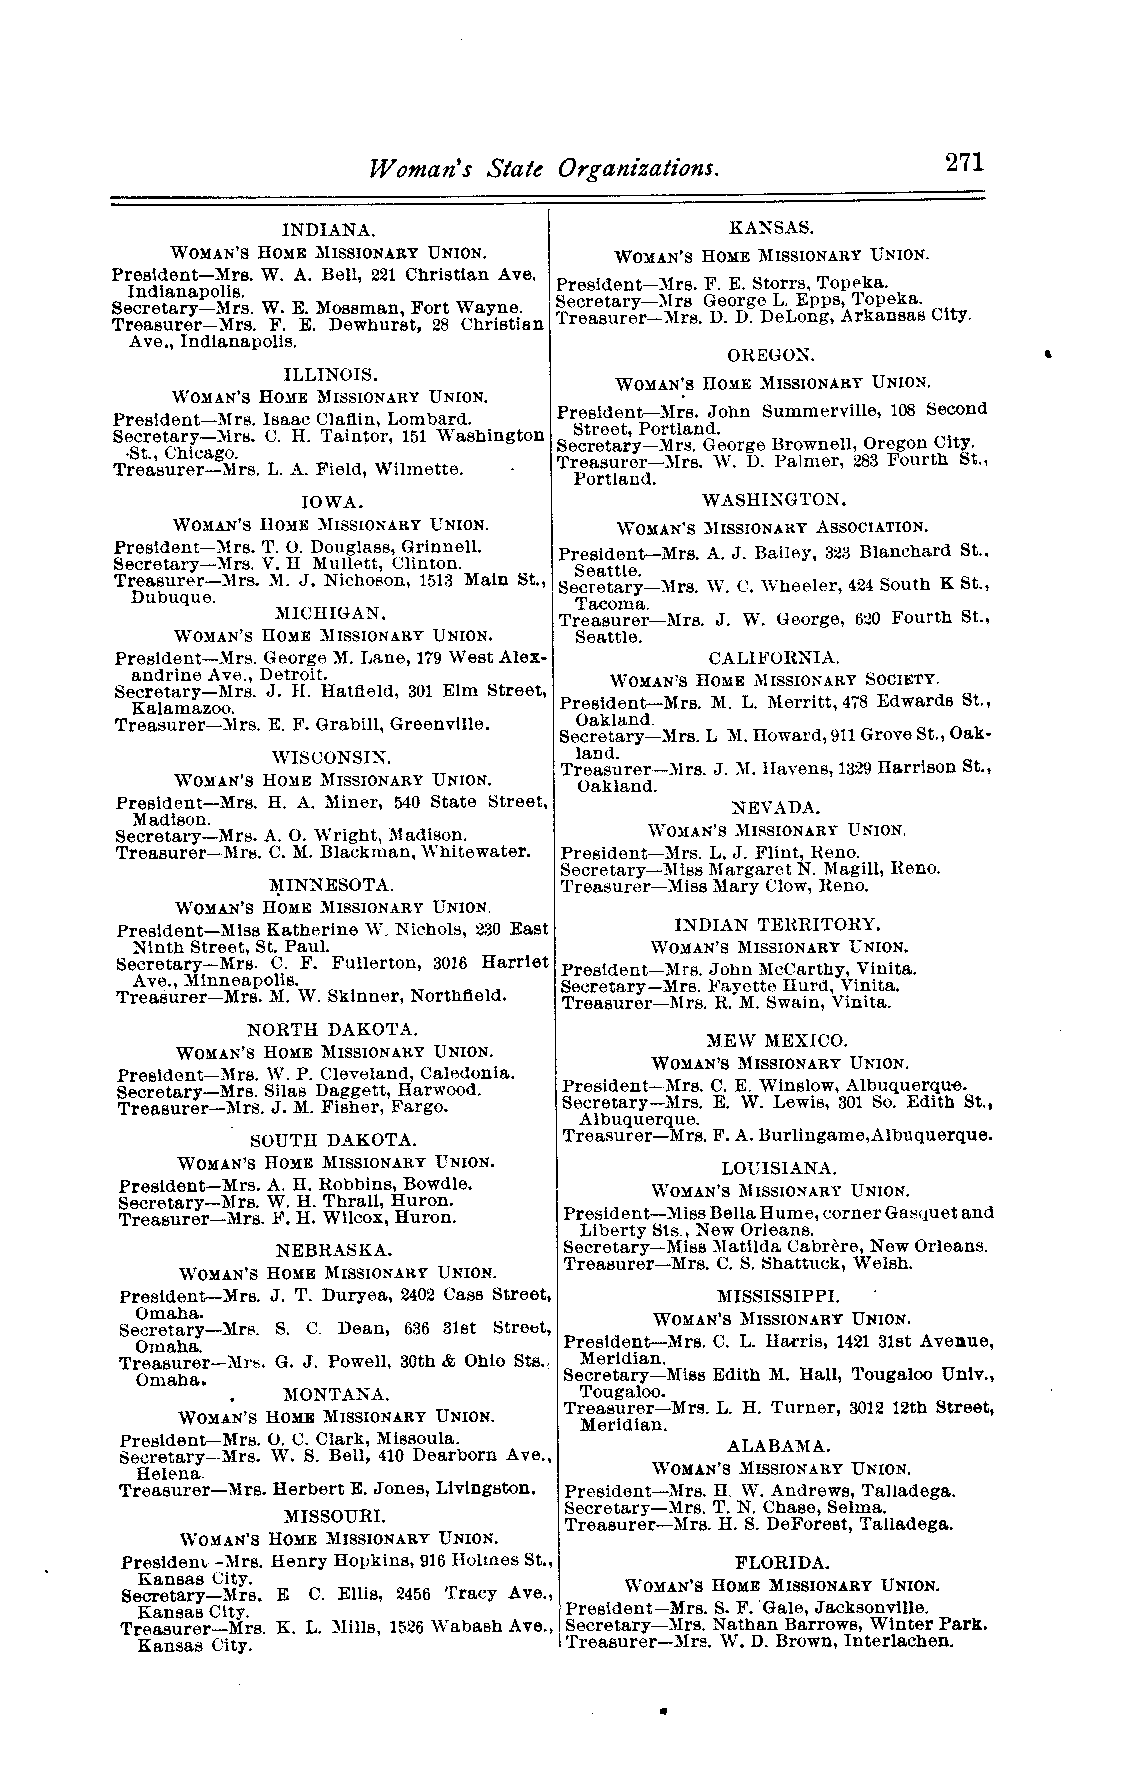 Woman's State Organizations. 271
INDIANA.
WOMAN'S HOME MISSIONARY UNION.
President—Mrs. W. A. Bell, 221 Christian Ave.
Indianapolis.
Secretary—Mrs. W. E. Mossman, Fort Wayne.
Treasurer—Mrs. F. E. Dewhurst, 28 Christian
Ave., Indianapolis.
ILLINOIS.
WOMAN'S HOME MISSIONARY UNION.
President—Mrs. Isaac Claflin, Lombard.
Secretary—Mrs. C. H. Taintor, 151 Washington
St., Chicago.
Treasurer—Mrs. L. A. Field, Wilmette.
IOWA.
WOMAN'S HOME MISSIONARY UNION.
President—Mrs. T. O. Douglass, Grinnell.
Secretary—Mrs. V. H Mullett, Clinton.
Treasurer—Mrs. M. J. Nichoson, 1513 Main St.,
Dubuque.
MICHIGAN.
WOMAN'S HOME MISSIONARY UNION.
President—Mrs. George M. Lane, 179 West Alex-
andrine Ave., Detroit.
Secretary—Mrs. J. H. Hatfield, 301 Elm Street,
Kalamazoo.
Treasurer—Mrs. E. F. Grabill, Greenville.
WISCONSIN.
WOMAN'S HOME MISSIONARY UNION.
President—Mrs. H. A. Miner, 540 State Street,
Madison.
Secretary—Mrs. A. O. Wright, Madison.
Treasurer—Mrs. C. M. Blackman, Whitewater.
MINNESOTA.
WOMAN'S HOME MISSIONARY UNION.
President—Miss Katherine W. Nichols, 230 East
Ninth Street, St. Paul.
Secretary—Mrs. C. F. Fullerton, 3016 Harriet
Ave., Minneapolis.
Treasurer—Mrs. M. W. Skinner, Northfield.
NORTH DAKOTA.
WOMAN'S HOME MISSIONARY UNION.
President—Mrs. W. P. Cleveland, Caledonia.
Secretary—Mrs. Silas Daggett, Harwood.
Treasurer—Mrs. J. M. Fisher, Fargo.
SOUTH DAKOTA.
WOMAN'S HOME MISSIONARY UNION.
President—Mrs. A. H. Robbins, Bowdle.
Secretary—Mrs. W. H. Thrall, Huron.
Treasurer—Mrs. F. H. Wilcox, Huron.
NEBRASKA.
WOMAN'S HOME MISSIONARY UNION.
President—Mrs. J. T. Duryea, 2402 Cass Street,
Omaha.
Secretary—Mrs. S. C. Dean, 636 31st Street,
Omaha.
Treasurer—Mrs. G. J. Powell, 30th & Ohio Sts.,
Omaha.
MONTANA.
WOMAN'S HOME MISSIONARY UNION.
President—Mrs. O. C. Clark, Missoula.
Secretary—Mrs. W. S. Bell, 410 Dearborn Ave.,
Helena.
Treasurer—Mrs. Herbert E. Jones, Livingston.
MISSOURI.
WOMAN'S HOME MISSIONARY UNION.
President -Mrs. Henry Hopkins, 916 Holmes St.,
Kansas City.
Secretary—Mrs. E C. Ellis, 2456 Tracy Ave.,
Kansas City.
Treasurer—Mrs. K. L. Mills, 1526 Wabash Ave.,
Kansas City.
KANSAS.
WOMAN'S HOME MISSIONARY UNION.
President—Mrs. F. E. Storrs, Topeka.
Secretary—Mrs George L. Epps, Topeka.
Treasurer—Mrs. D. D. DeLong, Arkansas City.
OREGON.
WOMAN'S HOME MISSIONARY UNION.
President—Mrs. John Summerville, 108 Second
Street, Portland.
Secretary—Mrs. George Brownell, Oregon City.
Treasurer—Mrs. W. D. Palmer, 283 Fourth St.,
Portland.
WASHINGTON.
WOMAN'S MISSIONARY ASSOCIATION.
President—Mrs. A. J. Bailey, 323 Blanchard St.,
Seattle.
Secretary—Mrs. W. C. Wheeler, 424 South K St.,
Tacoma.
Treasurer—Mrs. J. W. George, 620 Fourth St.,
Seattle.
CALIFORNIA.
WOMAN'S HOME MISSIONARY SOCIETY.
President—Mrs. M. L. Merritt, 478 Edwards St.,
Oakland.
Secretary—Mrs. L M. Howard, 911 Grove St., Oak-
land.
Treasurer—Mrs. J. M. Havens, 1329 Harrison St.,
Oakland.
NEVADA.
WOMAN'S MISSIONARY UNION.
President—Mrs. L. J. Flint, Reno.
Secretary—Miss Margaret N. Magill, Reno.
Treasurer—Miss Mary Clow, Reno.
INDIAN TERRITORY.
WOMAN'S MISSIONARY UNION.
President—Mrs. John McCarthy, Vinita.
Secretary—Mrs. Fayette Hurd, Vinita.
Treasurer—Mrs. R. M. Swain, Vinita.
MEW MEXICO.
WOMAN'S MISSIONARY UNION.
President—Mrs. C. E. Winslow, Albuquerque.
Secretary—Mrs. E. W. Lewis, 301 So. Edith St.,
Albuquerque.
Treasurer—Mrs. F. A. Burlingame, Albuquerque.
LOUISIANA.
WOMAN'S MISSIONARY UNION.
President—Miss Bella Hume, corner Gasquet and
Liberty Sts., New Orleans.
Secretary—Miss Matilda Cabrère, New Orleans.
Treasurer—Mrs. C. S. Shattuck, Welsh.
MISSISSIPPI.
WOMAN'S MISSIONARY UNION.
President—Mrs. C. L. Harris, 1421 31st Avenue,
Meridian.
Secretary—Miss Edith M. Hall, Tougaloo Univ.,
Tougaloo.
Treasurer—Mrs. L. H. Turner, 3012 12th Street,
Meridian.
ALABAMA.
WOMAN'S MISSIONARY UNION.
President—Mrs. H. W. Andrews, Talladega.
Secretary—Mrs. T. N. Chase, Selma.
Treasurer—Mrs. H. S. DeForest, Talladega.
FLORIDA.
WOMAN'S HOME MISSIONARY UNION.
President—Mrs. S. F. Gale, Jacksonville.
Secretary—Mrs. Nathan Barrows, Winter Park.
Treasurer—Mrs. W. D. Brown, Interlachen.